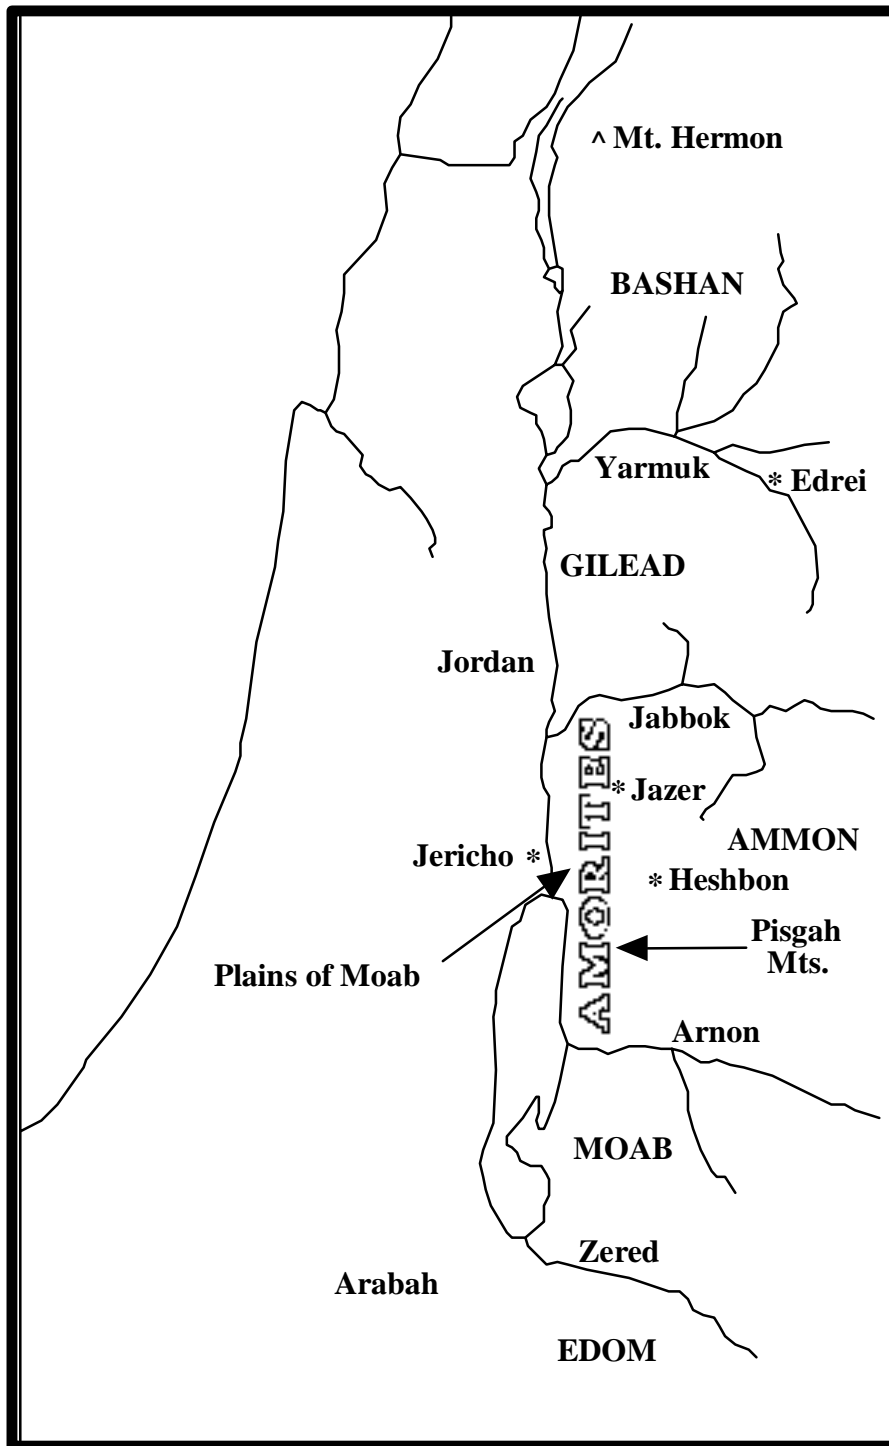 ^ Mt. Hermon
BASHAN
Yarmuk
* Edrei
GILEAD
Jordan
Jabbok
AMORITES
* Jazer
AMMON
Jericho *
* Heshbon
Pisgah
Mts.
Plains of Moab
Arnon
MOAB
Zered
Arabah
EDOM